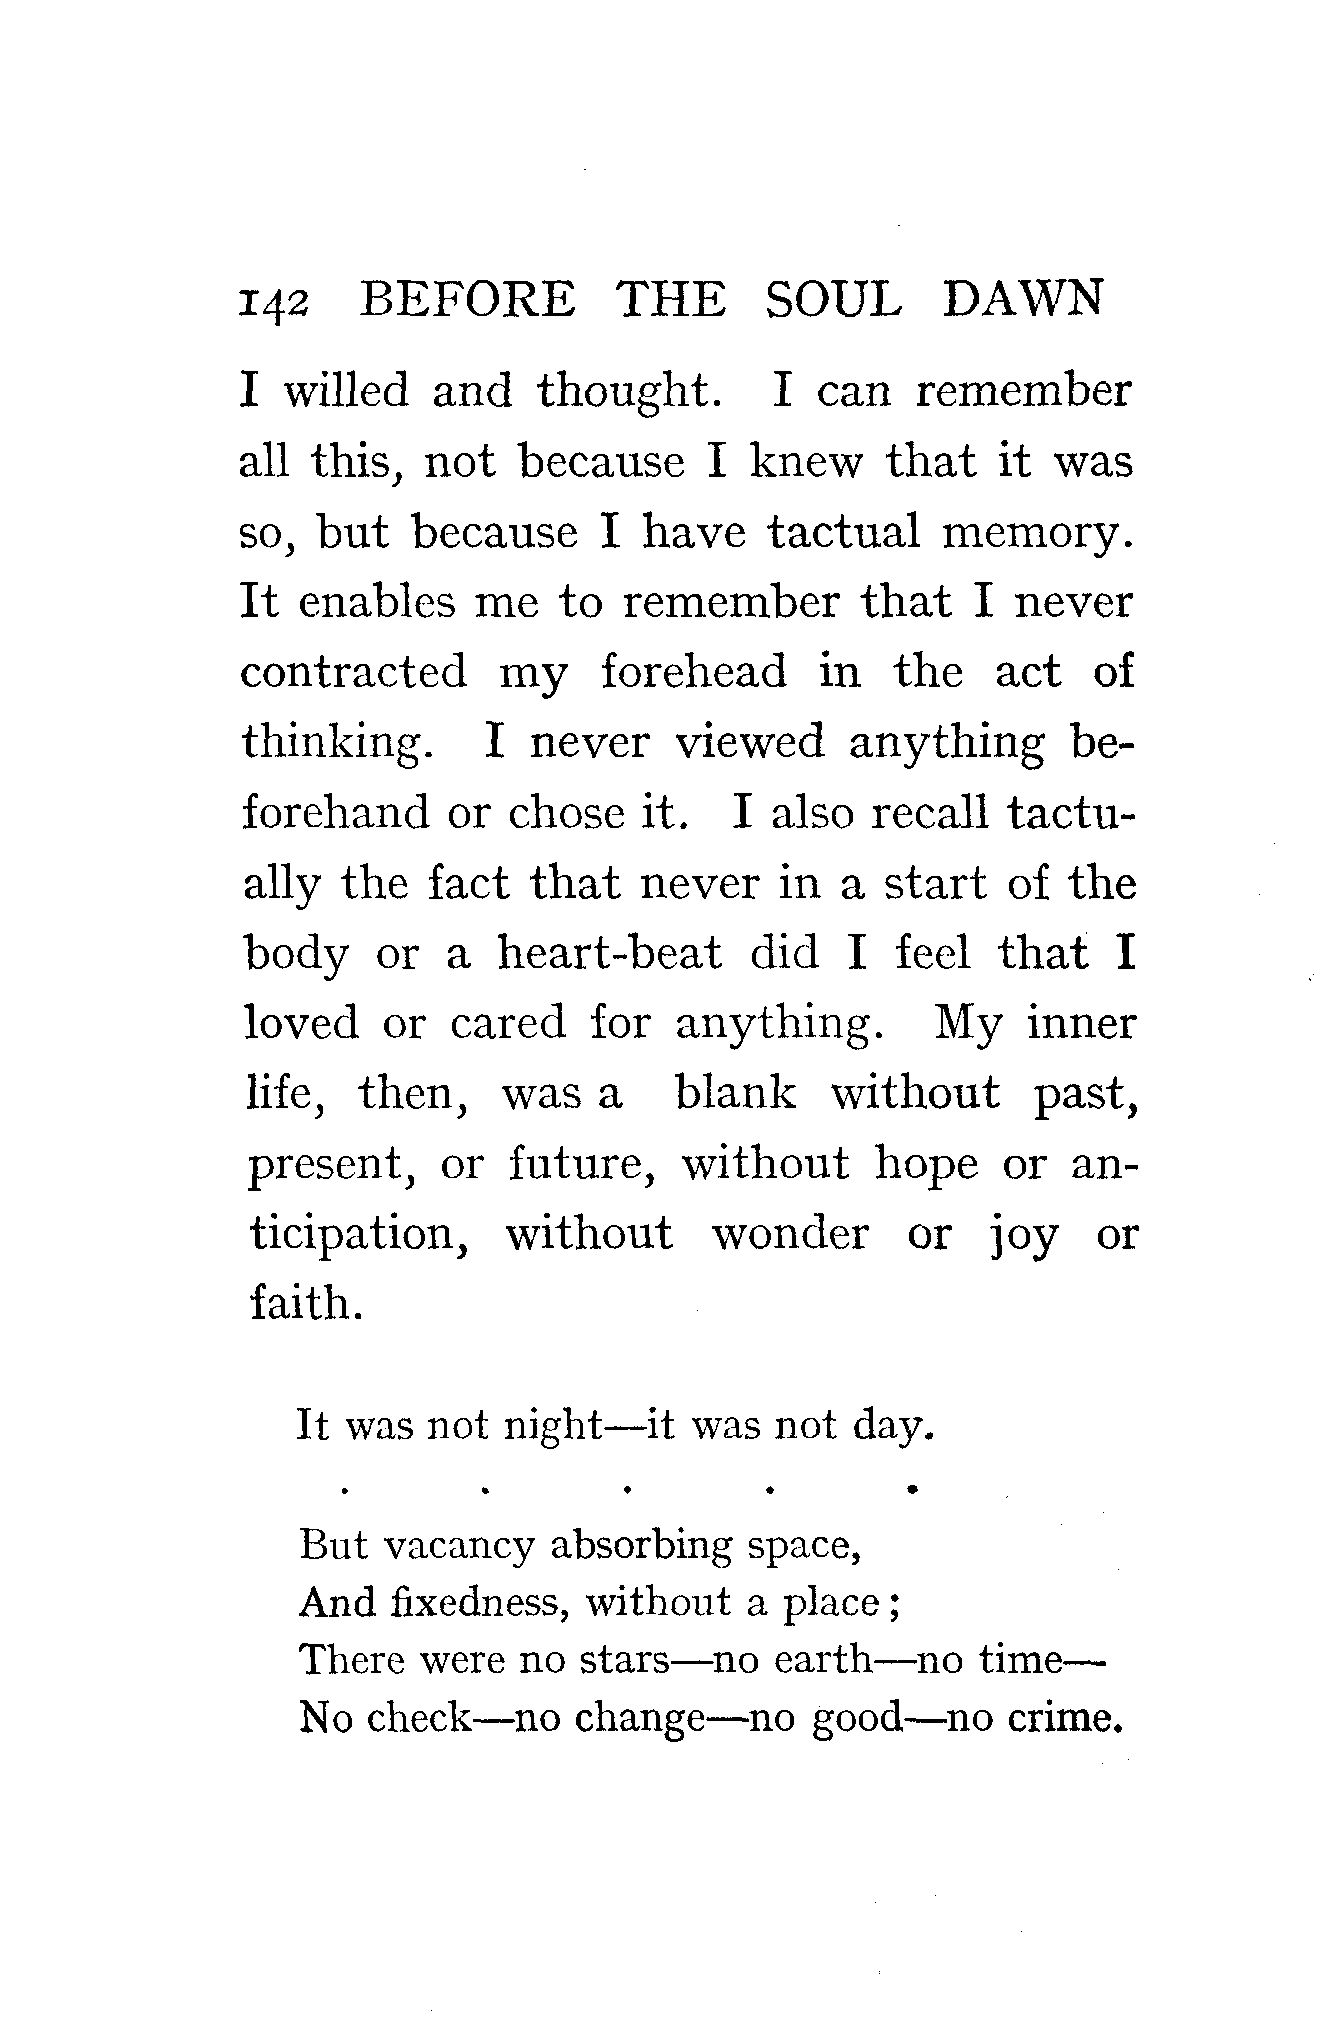 142 BEFORE THE SOUL DAWN
I willed and thought. I can remember
all this, not because I knew that it was
so, but because I have tactual memory.
It enables me to remember that I never
contracted my forehead in the act of
thinking. I never viewed anything be-
forehand or chose it. I also recall tactu-
ally the fact that never in a start of the
body or a heart-beat did I feel that I
loved or cared for anything. My inner
life, then, was a blank without past,
present, or future, without hope or an-
ticipation, without wonder or joy or
faith.
It was not night—it was not day.
. . . . .
But vacancy absorbing space,
And fixedness, without a place;
There were no stars—no earth—no time—
No check—no change—no good—no crime.